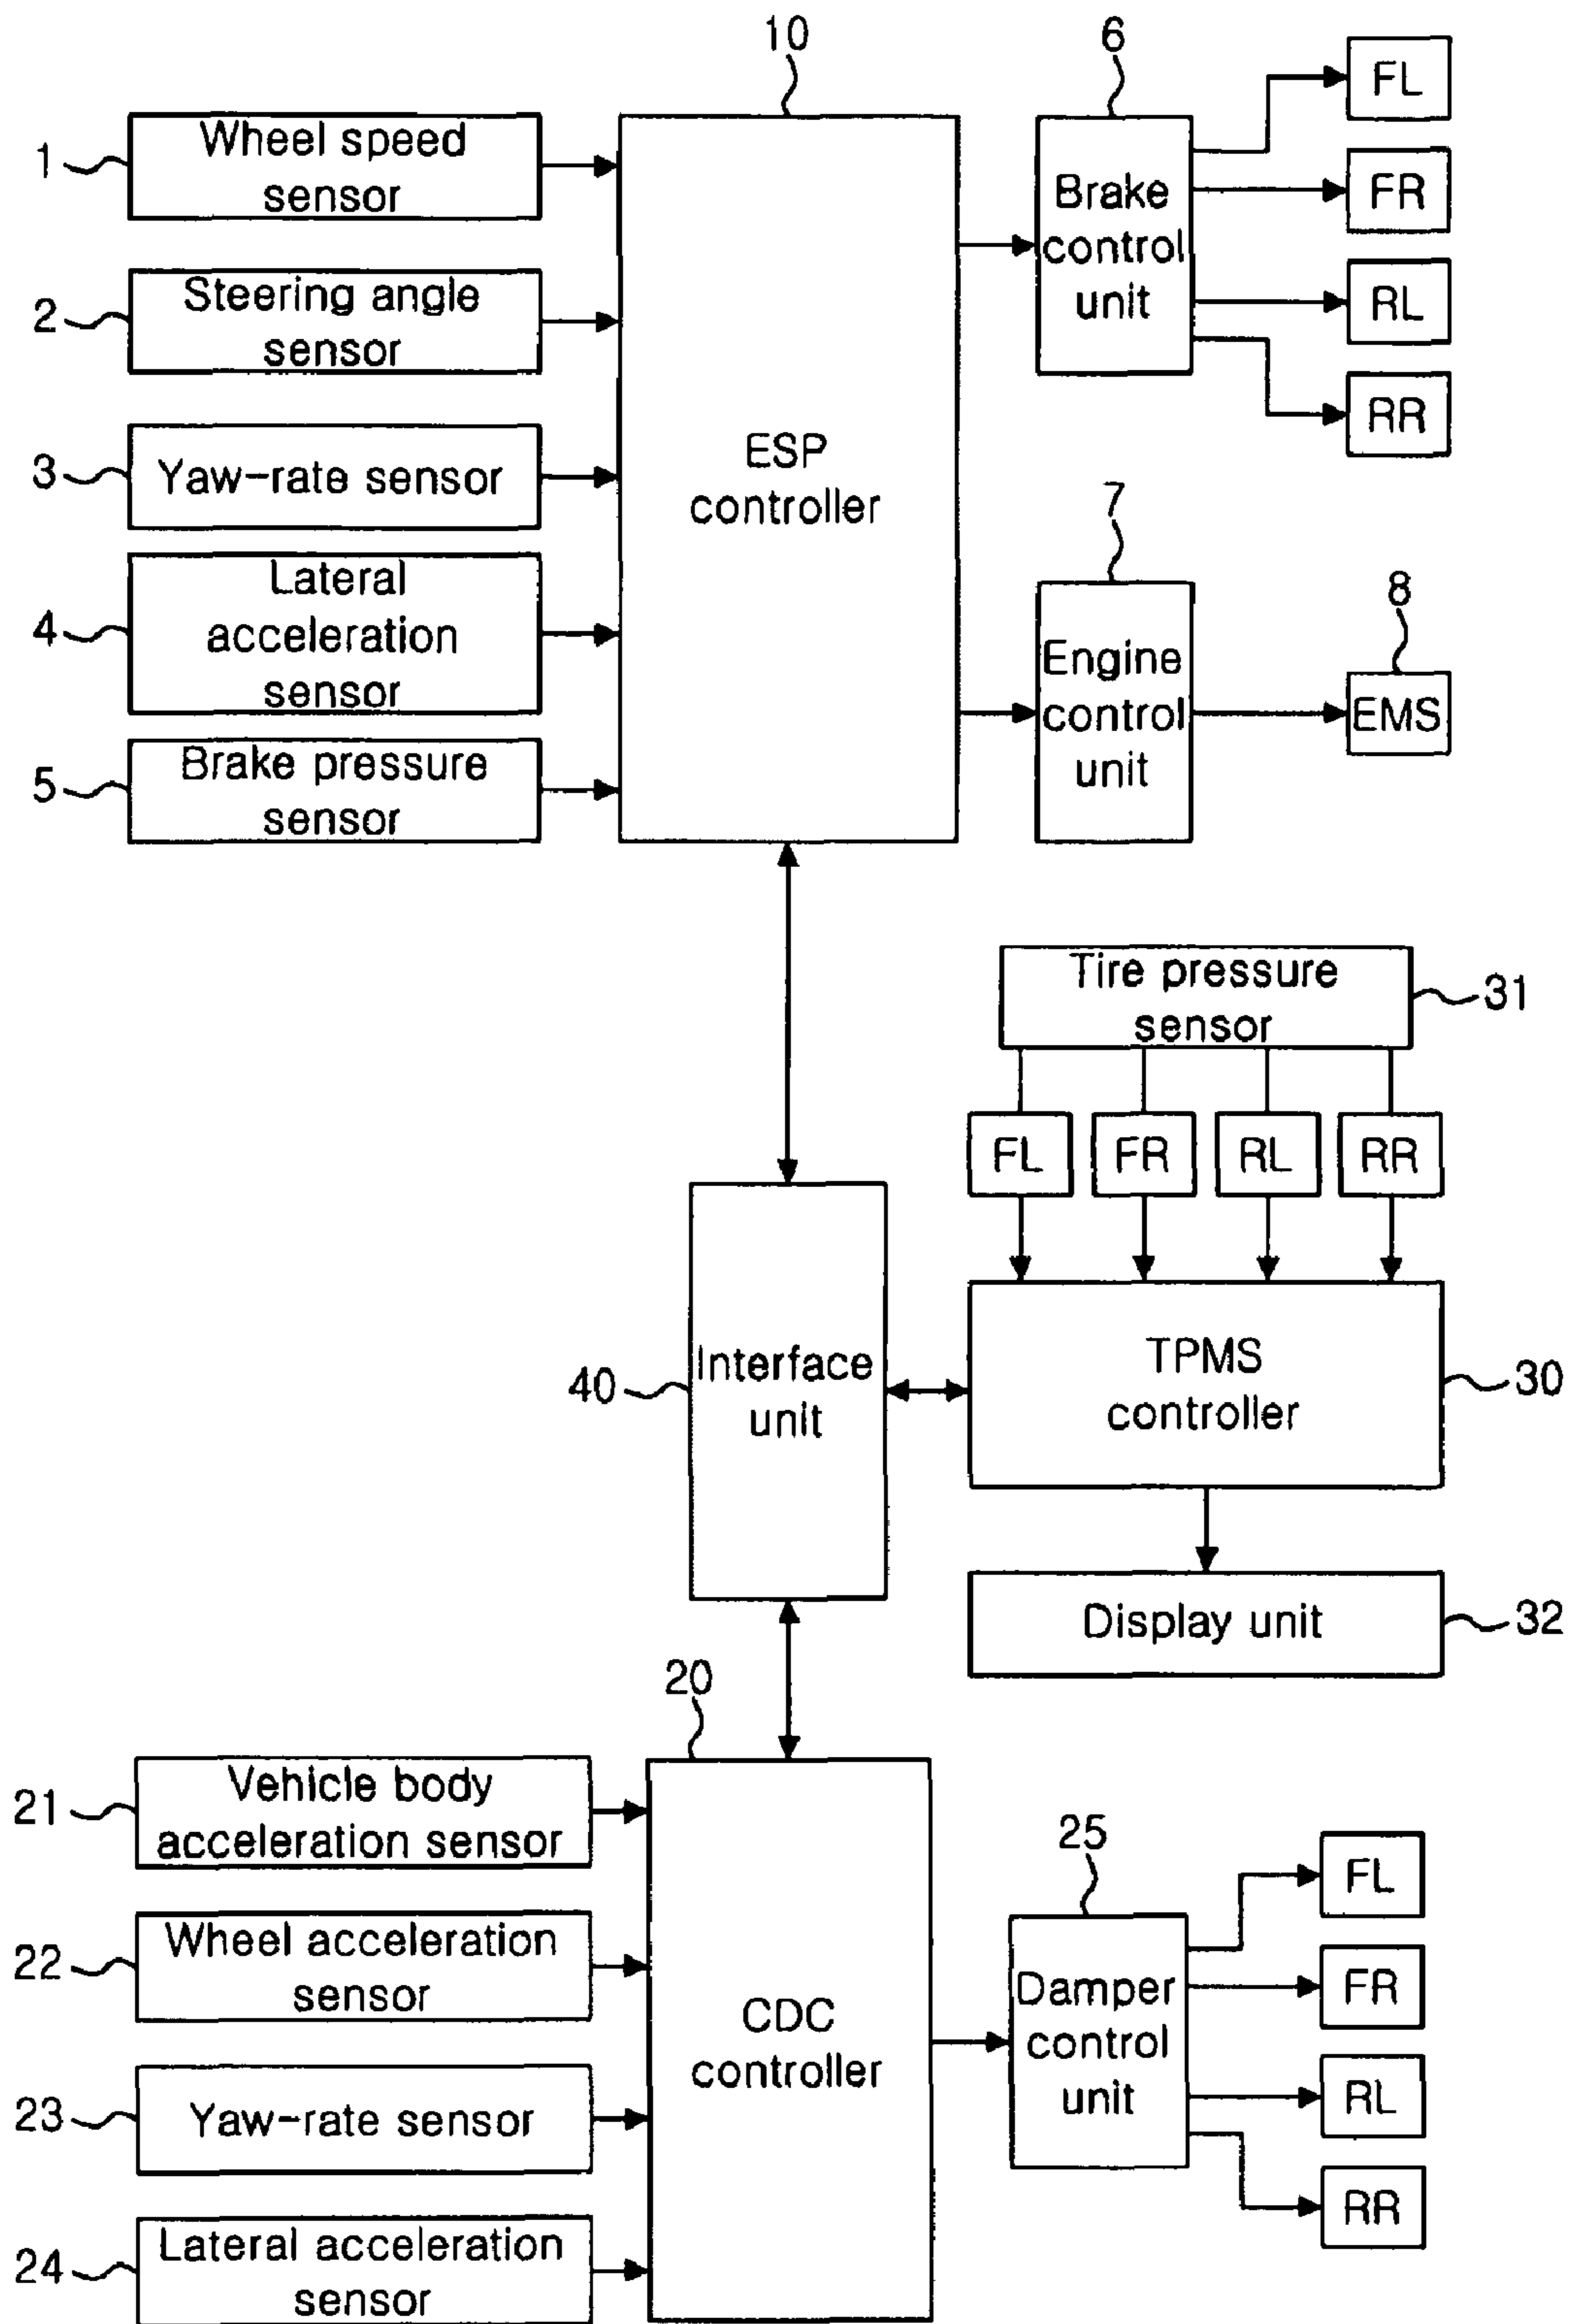 10
6
FL
1
Wheel speed
sensor
Brake
control
unit
FR
2
Steering angle
sensor
RL
RR
3
Yaw-rate sensor
ESP
controller
7
4
Lateral
acceleration
sensor
Engine
control
unit
8
EMS
5
Brake pressure
sensor
Tire pressure
sensor
31
FL
FR
RL
RR
40
Interface
unit
TPMS
controller
30
Display unit
32
20
21
Vehicle body
acceleration sensor
25
FL
22
Wheel acceleration
sensor
CDC
controller
Damper
control
unit
FR
23
Yaw-rate sensor
RL
RR
24
Lateral acceleration
sensor